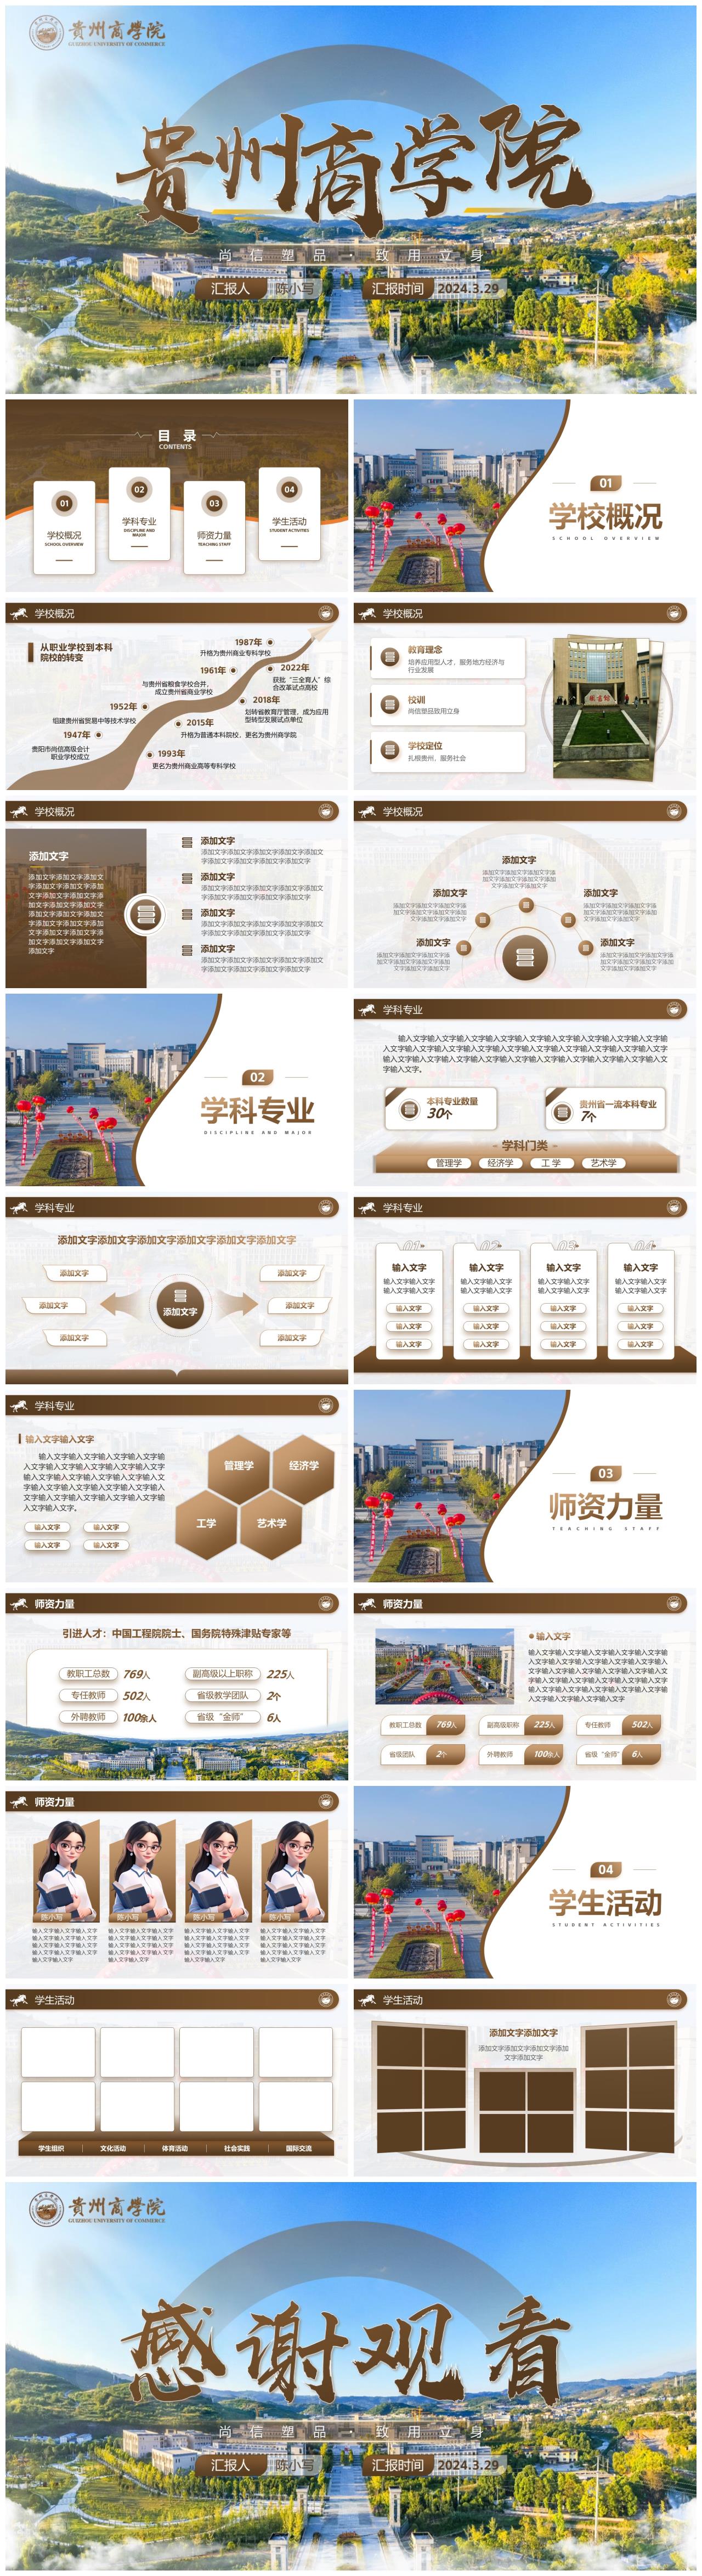 贵州商学院
GUIZHOU UNIVERSITY OF COMMERCE
贵州商学院
尚信塑品·致用立身
汇报人 陈小写 汇报时间 2024.3.29
目 录
CONTENTS
01
学校概况
SCHOOL OVERVIEW
02
学科专业
DISCIPLINE AND
MAJOR
03
师资力量
TEACHING STAFF
04
学生活动
STUDENT ACTIVITIES
01
学校概况
SCHOOL OVERVIEW
学校概况
从职业学校到本科
院校的转变
1987年
升格为贵州商业专科学校
1961年
与贵州省粮食学校合并,
成立贵州省商业学校
1952年
组建贵州省贸易中等技术学校
1947年
贵阳市尚信高级会计
职业学校成立
2022年
获批“三全育人”综
合改革试点高校
2018年
划转省教育厅管理,成为应用
型转型发展试点单位
2015年
升格为普通本科院校,更名为贵州商学院
1993年
更名为贵州商业高等专科学校
学校概况
教育理念
培养应用型人才,服务地方经济与
行业发展
校训
尚信塑品致用立身
学校定位
扎根贵州,服务社会
学校概况
添加文字
添加文字添加文字添加文
字添加文字添加文字添加
文字添加文字添加文字添
加文字添加文字添加文字
添加文字添加文字添加文
字添加文字添加文字添加
文字添加文字添加文字添
加文字添加文字添加文字
添加文字
添加文字
添加文字添加文字添加文字添加文字添加文
字添加文字添加文字添加文字添加文字
添加文字
添加文字添加文字添加文字添加文字添加文
字添加文字添加文字添加文字添加文字
添加文字
添加文字添加文字添加文字添加文字添加文
字添加文字添加文字添加文字添加文字
添加文字
添加文字添加文字添加文字添加文字添加文
字添加文字添加文字添加文字添加文字
学校概况
添加文字
添加文字添加文字添加文字添
加文字添加文字添加文字添加
文字添加文字添加文字
添加文字
添加文字添加文字添加文字添
加文字添加文字添加文字添加
文字添加文字添加文字
添加文字
添加文字添加文字添加文字添
加文字添加文字添加文字添加
文字添加文字添加文字
添加文字
添加文字添加文字添加文字添
加文字添加文字添加文字添加
文字添加文字添加文字
添加文字
添加文字添加文字添加文字添
加文字添加文字添加文字添加
文字添加文字添加文字
02
学科专业
DISCIPLINE AND MAJOR
学科专业
输入文字输入文字输入文字输入文字输入文字输入文字输入文字输入文字输
入文字输入文字输入文字输入文字输入文字输入文字输入文字输入文字输入文
字输入文字输入文字输入文字输入文字输入文字输入文字输入文字输入文字输入文
字输入文字。
本科专业数量
30个
贵州省一流本科专业
7个
学科门类
管理学 经济学 工 学 艺术学
学科专业
添加文字添加文字添加文字添加文字添加文字添加文字
添加文字
添加文字
添加文字
添加文字
添加文字
添加文字
添加文字
学科专业
01 02 03 04
输入文字 输入文字 输入文字 输入文字
输入文字输入文字 输入文字输入文字 输入文字输入文字 输入文字输入文字
输入文字输入文字 输入文字输入文字 输入文字输入文字 输入文字输入文字
输入文字 输入文字 输入文字 输入文字
输入文字 输入文字 输入文字 输入文字
输入文字 输入文字 输入文字 输入文字
学科专业
输入文字输入文字
输入文字输入文字输入文字输入文字输
入文字输入文字输入文字输入文字输入文
字输入文字输入文字输入文字输入文字输
入文字输入文字。
输入文字 输入文字
输入文字 输入文字
管理学 经济学
工学 艺术学
03
师资力量
TEACHING STAFF
师资力量
引进人才:中国工程院院士、国务院特殊津贴专家等
教职工总数 769人 副高级以上职称 225人
专任教师 502人 省级教学团队 2个
外聘教师 100余人 省级“金师” 6人
师资力量
输入文字
输入文字输入文字输入文字输入文字输入文字输入文字输
入文字输入文字输入文字输入文字输入文字输入文字输入
文字输入文字输入文字输入文字
教职工总数 769人 副高级职称 225人 专任教师 502人
省级团队 2个 外聘教师 100余人 省级“金师” 6人
师资力量
陈小写 陈小写 陈小写 陈小写
输入文字输入文字输入文字
输入文字输入文字输入文字
输入文字输入文字输入文字
输入文字输入文字
04
学生活动
STUDENT ACTIVITIES
学生活动
学生组织 文化活动 体育活动 社会实践 国际交流
学生活动
添加文字添加文字
添加文字添加文字添加文字添加
文字添加文字
贵州商学院
GUIZHOU UNIVERSITY OF COMMERCE
感谢观看
尚信塑品·致用立身
汇报人 陈小写 汇报时间 2024.3.29